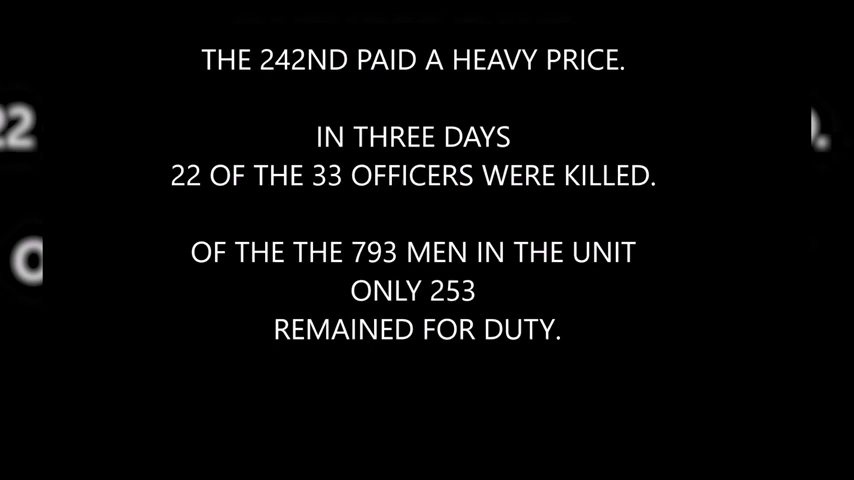 THE 242ND PAID A HEAVY PRICE.
IN THREE DAYS
22 OF THE 33 OFFICERS WERE KILLED.
OF THE THE 793 MEN IN THE UNIT
ONLY 253
REMAINED FOR DUTY.